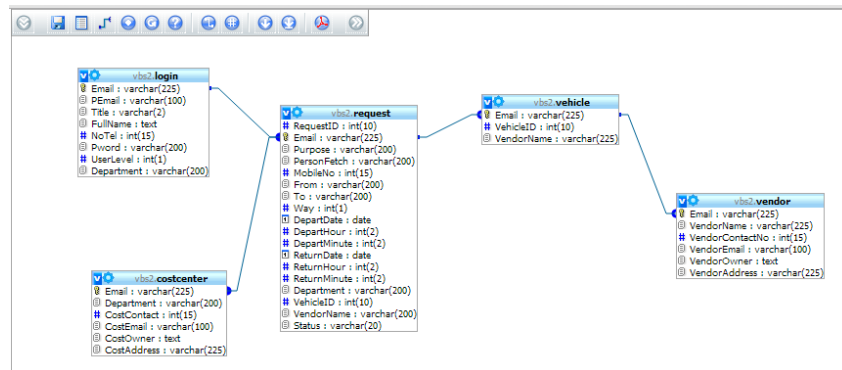 vbs2.login
Email : varchar(225)
PEmail : varchar(100)
Title : varchar(2)
FullName : text
NoTel : int(15)
Pword : varchar(200)
UserLevel : int(1)
Department : varchar(200)
vbs2.request
RequestID : int(10)
Email : varchar(225)
Purpose : varchar(200)
PersonFetch : varchar(200)
MobileNo : int(15)
From : varchar(200)
To : varchar(200)
Way : int(1)
DepartDate : date
DepartHour : int(2)
DepartMinute : int(2)
ReturnDate : date
ReturnHour : int(2)
ReturnMinute : int(2)
Department : varchar(200)
VehicleID : int(10)
VendorName : varchar(200)
Status : varchar(20)
vbs2.vehicle
Email : varchar(225)
VehicleID : int(10)
VendorName : varchar(225)
vbs2.vendor
Email : varchar(225)
VendorName : varchar(225)
VendorContactNo : int(15)
VendorEmail : varchar(100)
VendorOwner : text
VendorAddress : varchar(225)
vbs2.costcenter
Email : varchar(225)
Department : varchar(200)
CostContact : int(15)
CostEmail : varchar(100)
CostOwner : text
CostAddress : varchar(225)